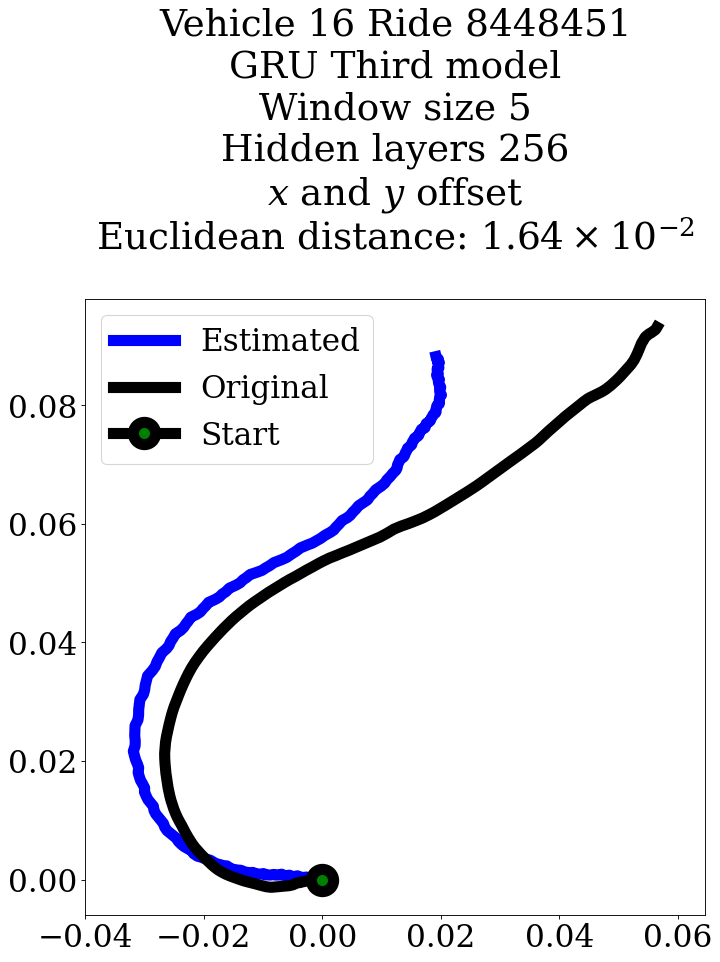 Vehicle 16 Ride 8448451
GRU Third model
Window size 5
Hidden layers 256
x and y offset
Euclidean distance: 1.64 × 10⁻²
Estimated
Original
Start
0.08
0.06
0.04
0.02
0.00
−0.04 −0.02 0.00 0.02 0.04 0.06